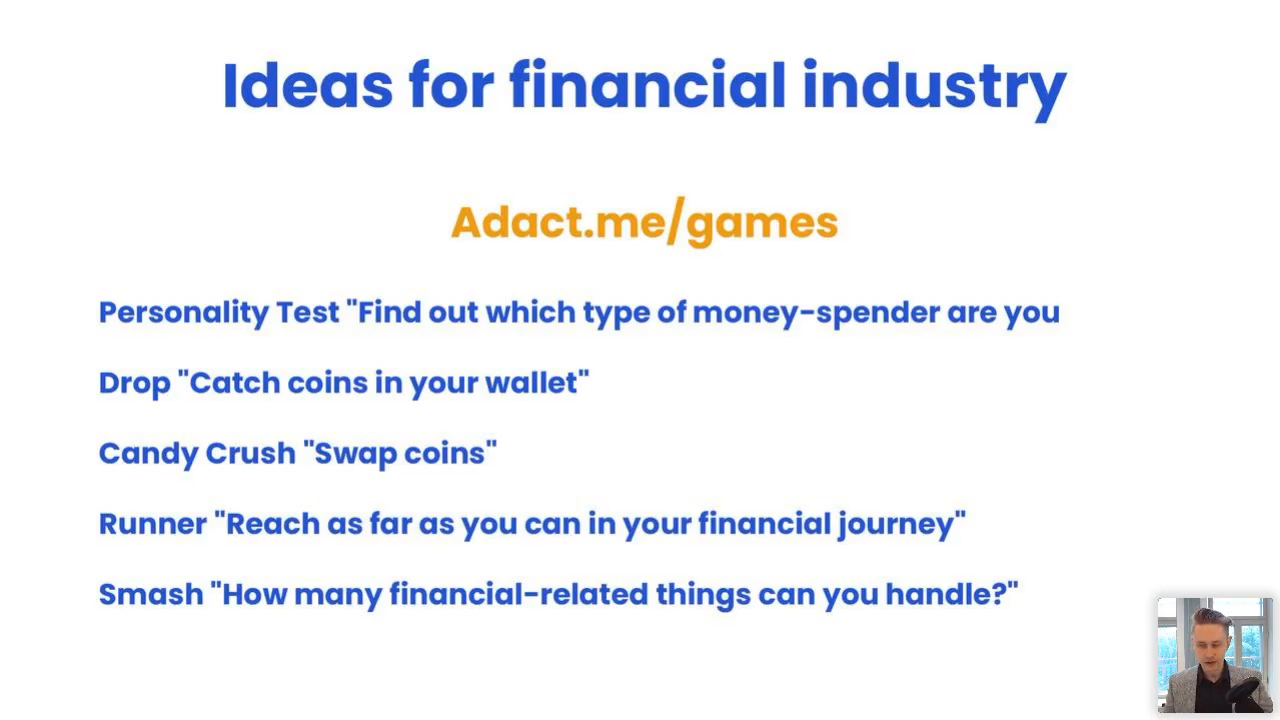 Ideas for financial industry
Adact.me/games
Personality Test "Find out which type of money-spender are you
Drop "Catch coins in your wallet"
Candy Crush "Swap coins"
Runner "Reach as far as you can in your financial journey"
Smash "How many financial-related things can you handle?"